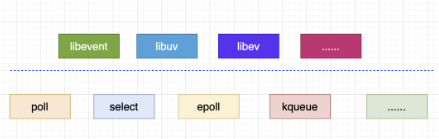 libevent libuv libev ......
poll select epoll kqueue ......